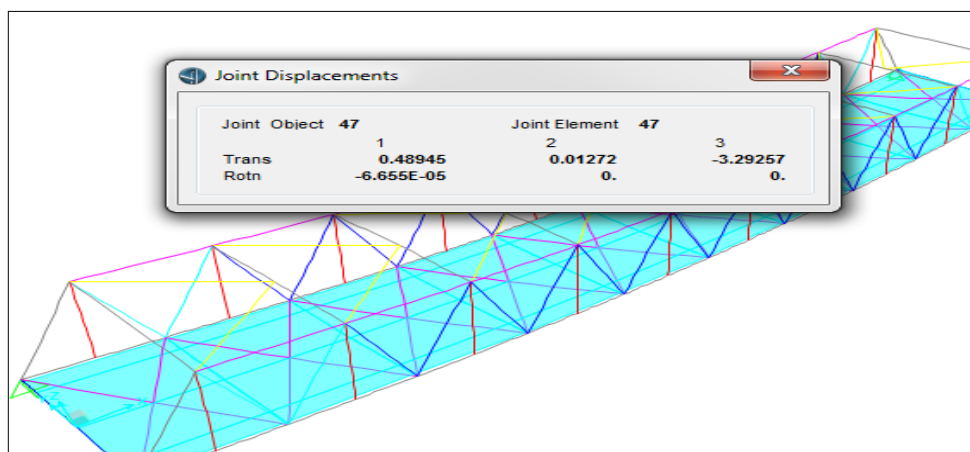 Joint Displacements
Joint Object 47 Joint Element 47
1 2 3
Trans 0.48945 0.01272 -3.29257
Rotn -6.655E-05 0. 0.
Z